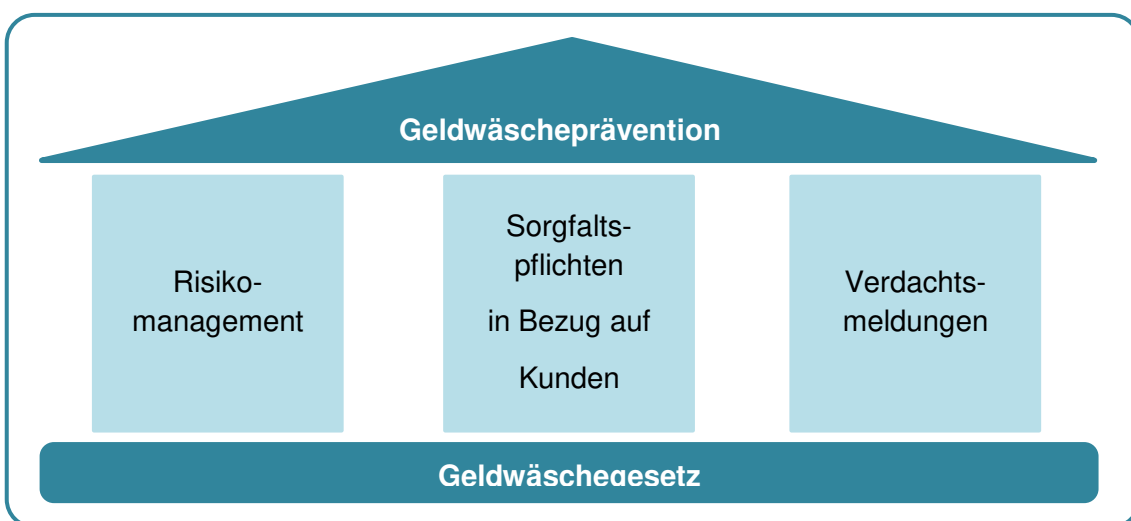 Geldwäscheprävention
Risiko-
management
Sorgfalts-
pflichten
in Bezug auf
Kunden
Verdachts-
meldungen
Geldwäschegesetz